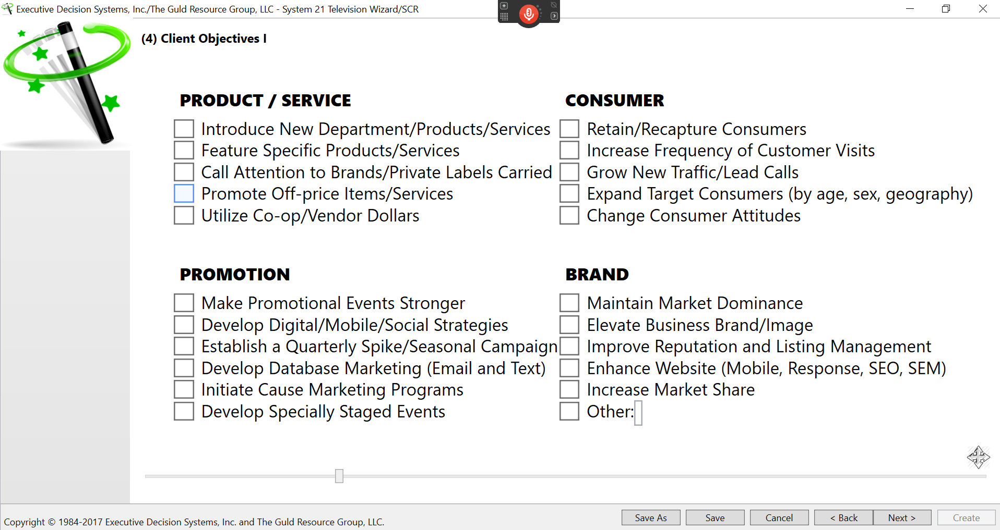 Executive Decision Systems, Inc./The Guld Resource Group, LLC - System 21 Television Wizard/SCR
(4) Client Objectives I
PRODUCT / SERVICE
Introduce New Department/Products/Services
Feature Specific Products/Services
Call Attention to Brands/Private Labels Carried
Promote Off-price Items/Services
Utilize Co-op/Vendor Dollars
CONSUMER
Retain/Recapture Consumers
Increase Frequency of Customer Visits
Grow New Traffic/Lead Calls
Expand Target Consumers (by age, sex, geography)
Change Consumer Attitudes
PROMOTION
Make Promotional Events Stronger
Develop Digital/Mobile/Social Strategies
Establish a Quarterly Spike/Seasonal Campaign
Develop Database Marketing (Email and Text)
Initiate Cause Marketing Programs
Develop Specially Staged Events
BRAND
Maintain Market Dominance
Elevate Business Brand/Image
Improve Reputation and Listing Management
Enhance Website (Mobile, Response, SEO, SEM)
Increase Market Share
Other:
Copyright © 1984-2017 Executive Decision Systems, Inc. and The Guld Resource Group, LLC.
Save As
Save
Cancel
< Back
Next >
Create